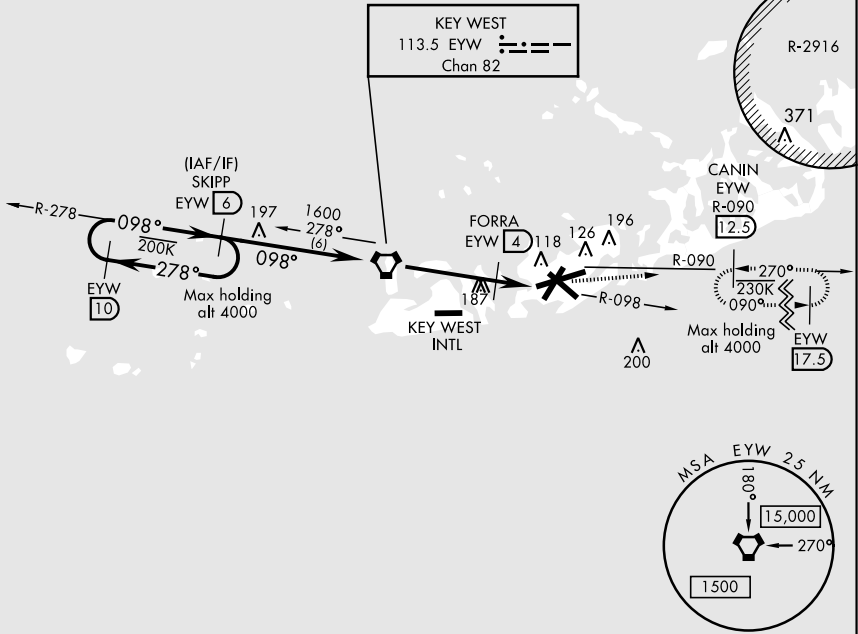 KEY WEST
113.5 EYW
Chan 82
R-2916
371
(IAF/IF)
SKIPP
EYW 6
R-278
098°
200K
278°
EYW
10
Max holding
alt 4000
197
1600
278°
(6)
098°
FORRA
EYW 4
118
126
196
187
KEY WEST
INTL
R-098
200
CANIN
EYW
R-090
12.5
R-090
270°
230K
090°
Max holding
alt 4000
EYW
17.5
MSA EYW 25 NM
180°
15,000
270°
1500